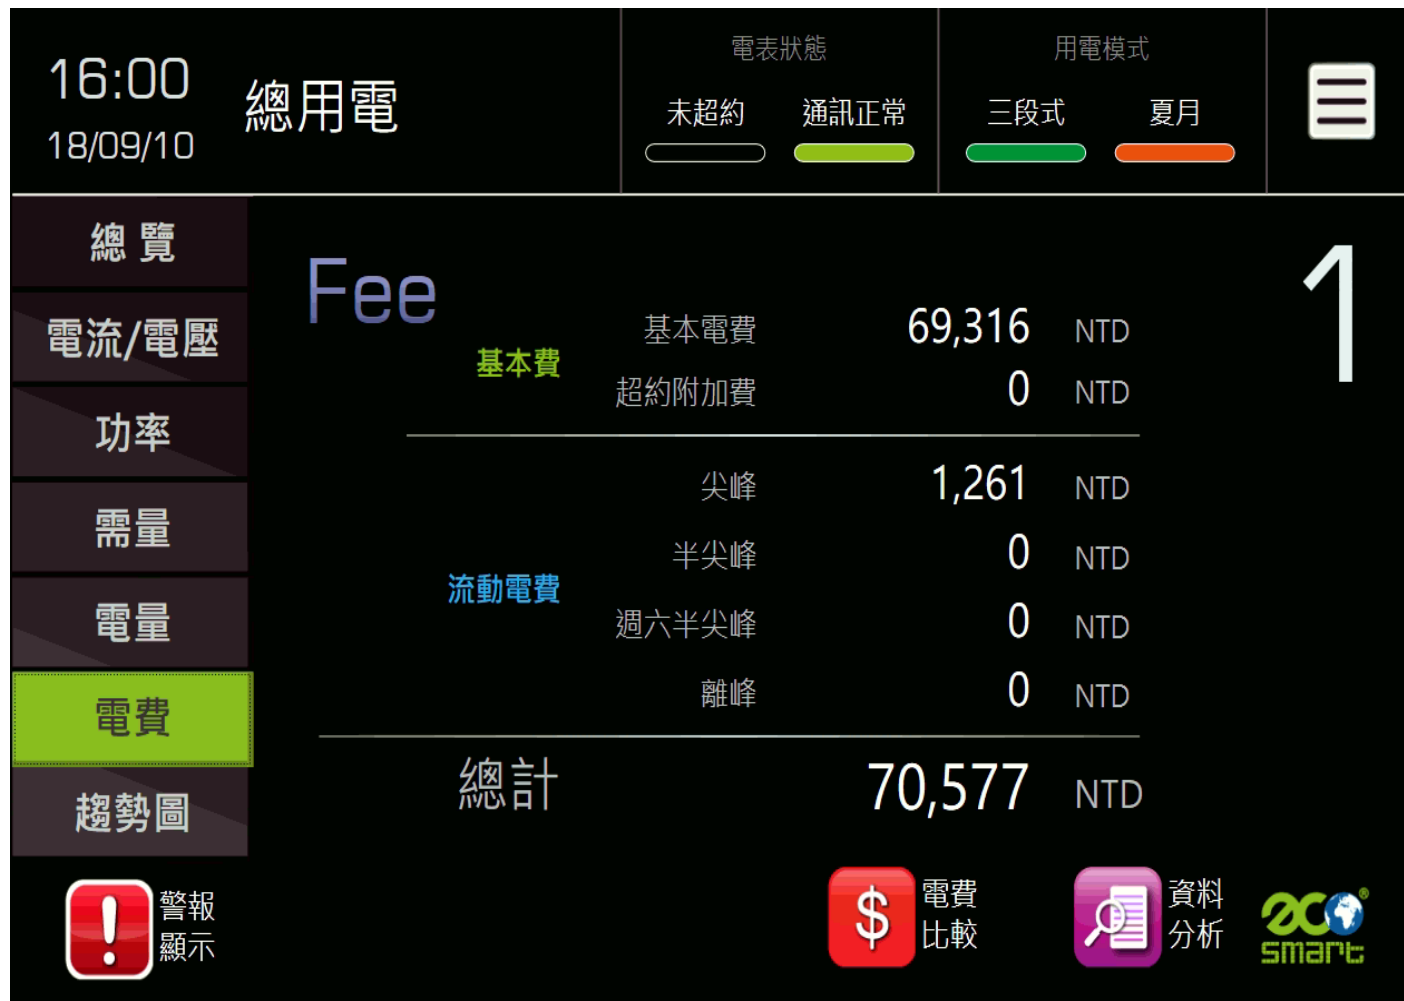 16:00
18/09/10
總用電
電表狀態
未超約 通訊正常
用電模式
三段式 夏月
總覽
電流/電壓
功率
需量
電量
電費
趨勢圖
Fee
1
基本費
基本電費 69,316 NTD
超約附加費 0 NTD
流動電費
尖峰 1,261 NTD
半尖峰 0 NTD
週六半尖峰 0 NTD
離峰 0 NTD
總計 70,577 NTD
警報
顯示
$
電費
比較
資料
分析
eco®
smart